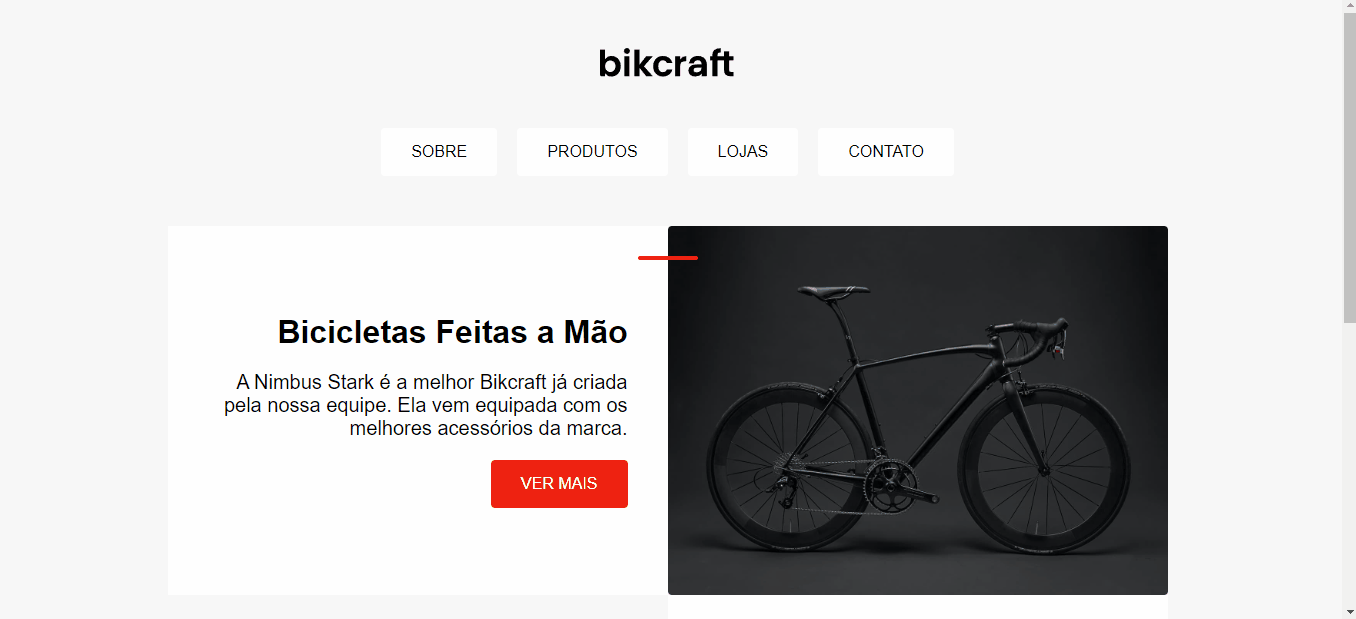 bikcraft
SOBRE PRODUTOS LOJAS CONTATO
Bicicletas Feitas a Mão
A Nimbus Stark é a melhor Bikcraft já criada
pela nossa equipe. Ela vem equipada com os
melhores acessórios da marca.
VER MAIS